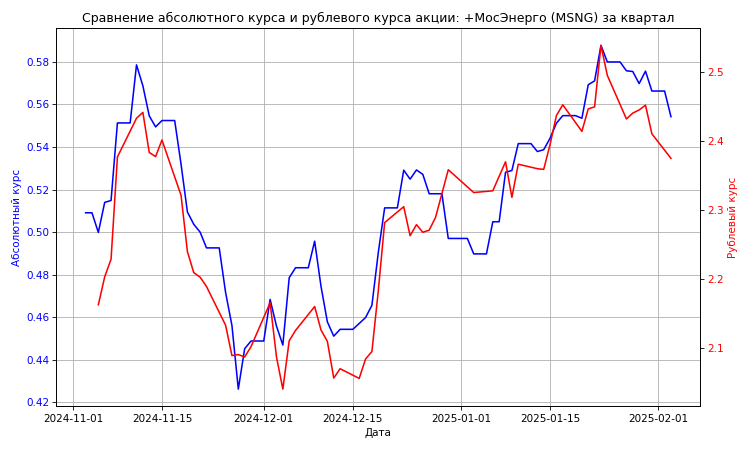 Сравнение абсолютного курса и рублевого курса акции: +МосЭнерго (MSNG) за квартал
0.58
0.56
0.54
0.52
0.50
0.48
0.46
0.44
0.42
Абсолютный курс
2.5
2.4
2.3
2.2
2.1
Рублевый курс
2024-11-01 2024-11-15 2024-12-01 2024-12-15 2025-01-01 2025-01-15 2025-02-01
Дата